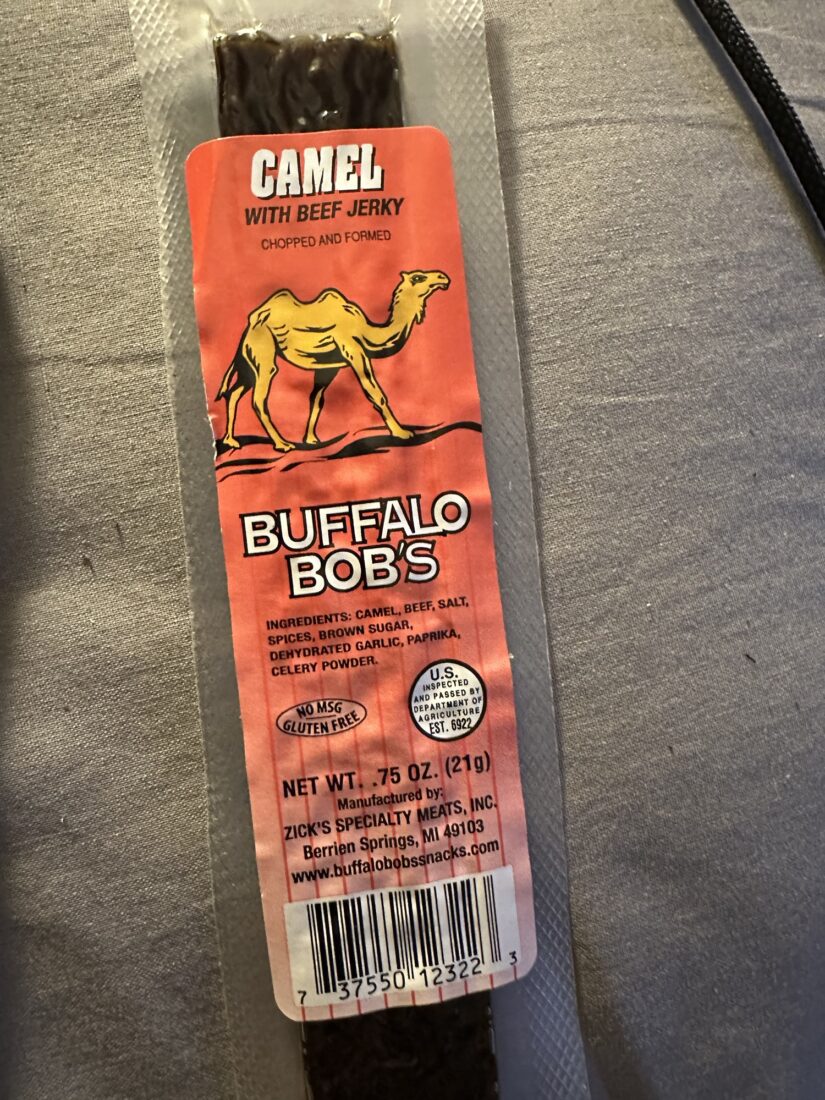 CAMEL
WITH BEEF JERKY
CHOPPED AND FORMED
BUFFALO
BOB'S
INGREDIENTS: CAMEL, BEEF, SALT,
SPICES, BROWN SUGAR,
DEHYDRATED GARLIC, PAPRIKA,
CELERY POWDER.
NO MSG
GLUTEN FREE
U.S.
INSPECTED
AND PASSED BY
DEPARTMENT OF
AGRICULTURE
EST. 6922
NET WT. .75 OZ. (21g)
Manufactured by:
ZICK'S SPECIALTY MEATS, INC.
Berrien Springs, MI 49103
www.buffalobobssnacks.com
7 37550 12322 3